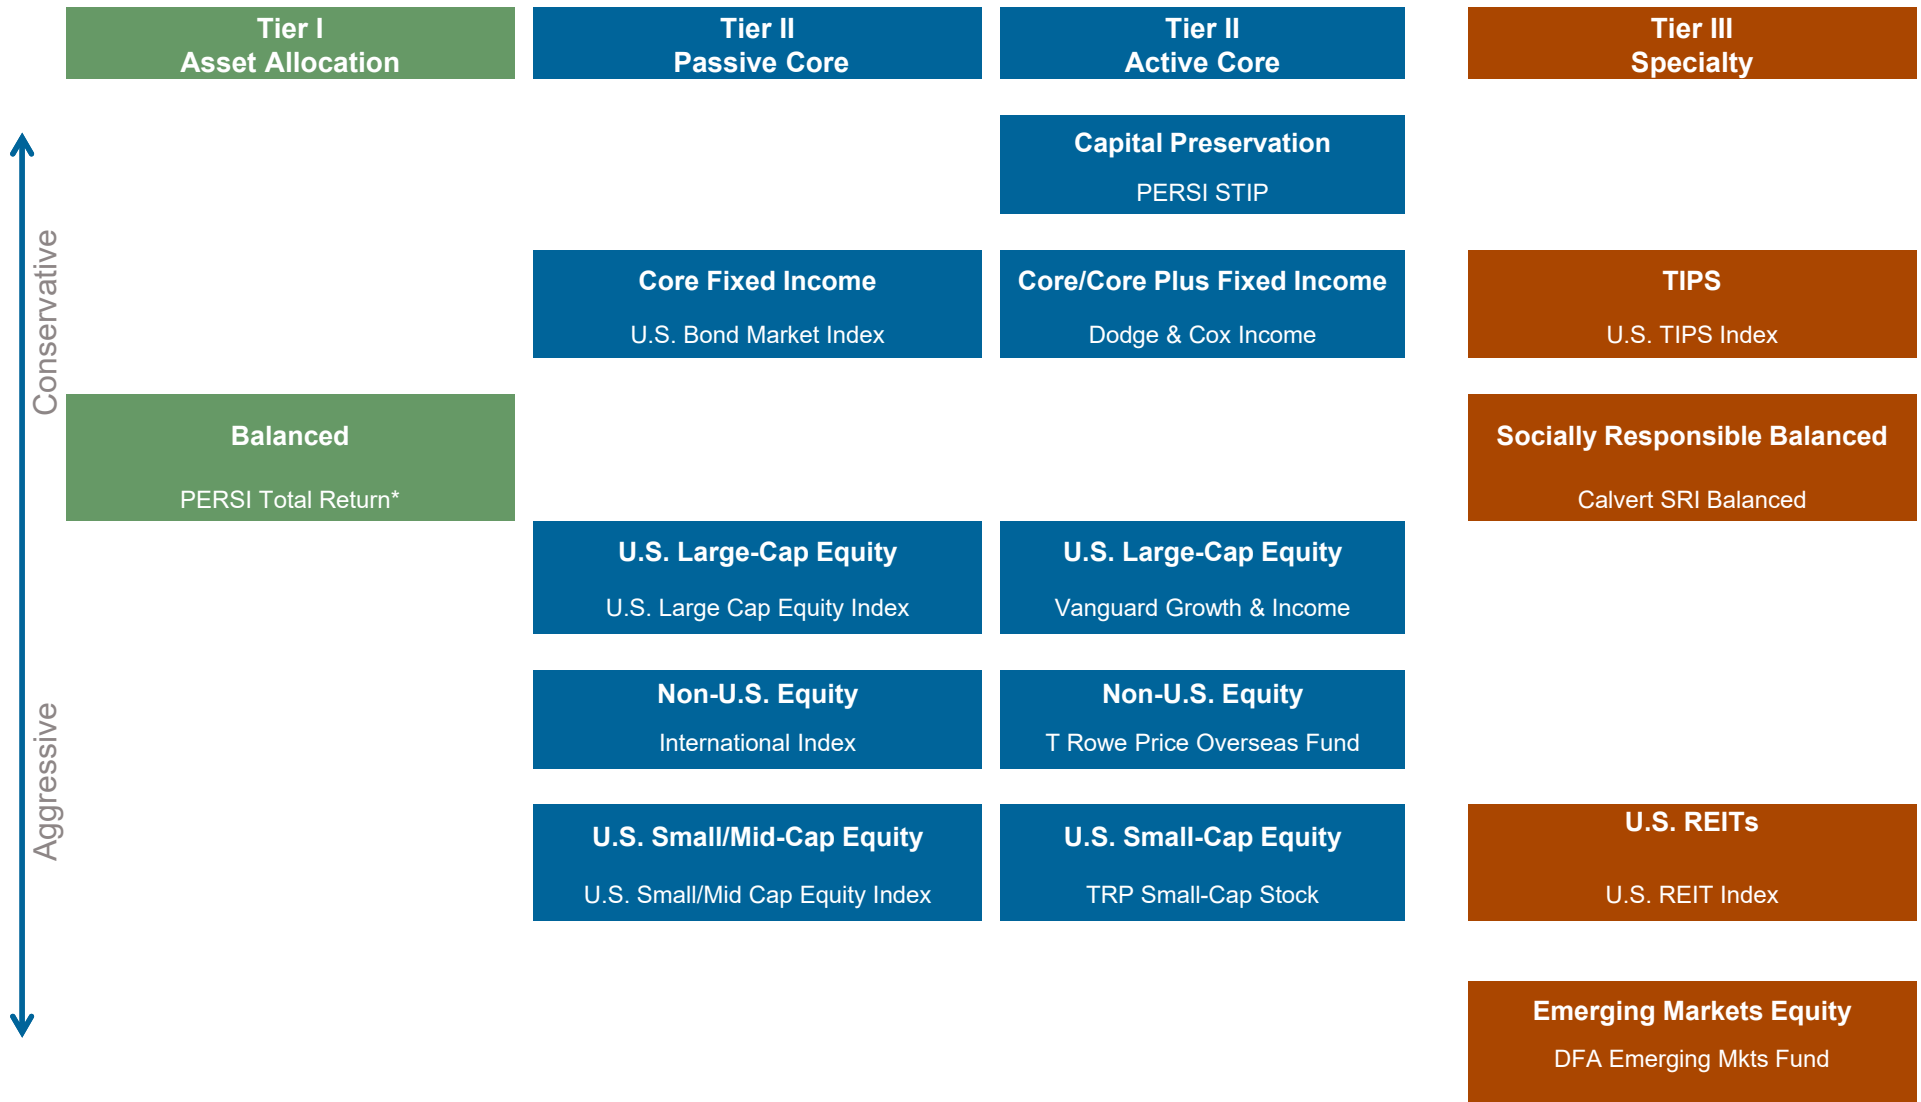 Tier I
Asset Allocation
Tier II
Passive Core
Tier II
Active Core
Tier III
Specialty
Conservative
Aggressive
Capital Preservation
PERSI STIP
Core Fixed Income
U.S. Bond Market Index
Core/Core Plus Fixed Income
Dodge & Cox Income
TIPS
U.S. TIPS Index
Balanced
PERSI Total Return*
Socially Responsible Balanced
Calvert SRI Balanced
U.S. Large-Cap Equity
U.S. Large Cap Equity Index
U.S. Large-Cap Equity
Vanguard Growth & Income
Non-U.S. Equity
International Index
Non-U.S. Equity
T Rowe Price Overseas Fund
U.S. Small/Mid-Cap Equity
U.S. Small/Mid Cap Equity Index
U.S. Small-Cap Equity
TRP Small-Cap Stock
U.S. REITs
U.S. REIT Index
Emerging Markets Equity
DFA Emerging Mkts Fund